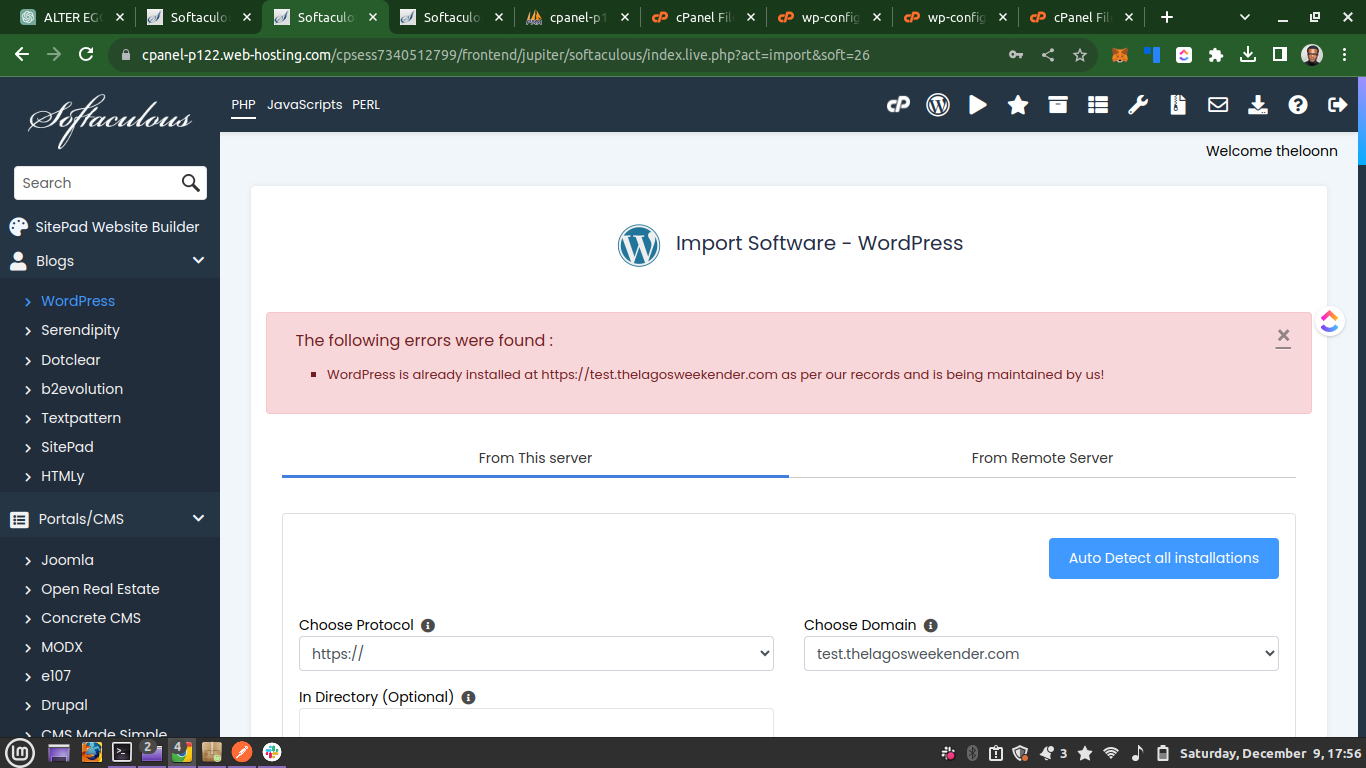 ALTER EGO
Softaculo
Softaculo
Softaculo
cpanel-p1
cPanel File
wp-config
wp-config
cPanel File
cpanel-p122.web-hosting.com/cpsess7340512799/frontend/jupiter/softaculous/index.live.php?act=import&soft=26
Softaculous
PHP JavaScripts PERL
Welcome theloonn
Search
SitePad Website Builder
Blogs
WordPress
Serendipity
Dotclear
b2evolution
Textpattern
SitePad
HTMLy
Portals/CMS
Joomla
Open Real Estate
Concrete CMS
MODX
e107
Drupal
CMS Made Simple
Import Software - WordPress
The following errors were found :
WordPress is already installed at https://test.thelagosweekender.com as per our records and is being maintained by us!
From This server
From Remote Server
Auto Detect all installations
Choose Protocol
https://
Choose Domain
test.thelagosweekender.com
In Directory (Optional)
2
4
3
Saturday, December 9, 17:56